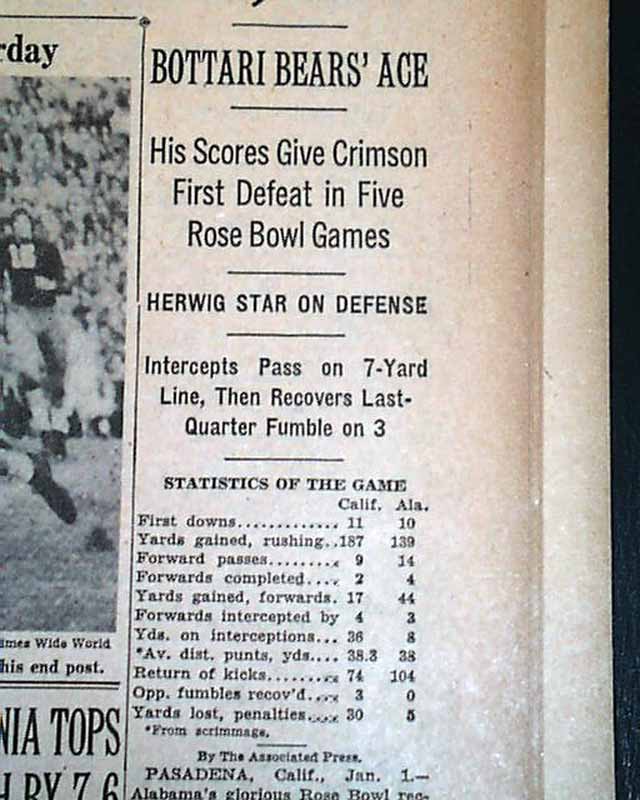 rday
BOTTARI BEARS' ACE
His Scores Give Crimson
First Defeat in Five
Rose Bowl Games
HERWIG STAR ON DEFENSE
Intercepts Pass on 7-Yard
Line, Then Recovers Last-
Quarter Fumble on 3
STATISTICS OF THE GAME
Calif. Ala.
First downs............. 11 10
Yards gained, rushing..187 139
Forward passes......... 9 14
Forwards completed.... 2 4
Yards gained, forwards. 17 44
Forwards intercepted by 4 3
Yds. on interceptions... 36 8
*Av. dist. punts, yds.... 38.3 38
Return of kicks......... 74 104
Opp. fumbles recov'd.... 3 0
Yards lost, penalties.... 30 5
*From scrimmage.
By The Associated Press.
PASADENA, Calif., Jan. 1.—
Alabama's glorious Rose Bowl rec-
imes Wide World
his end post.
NIA TOPS
BY 7.6